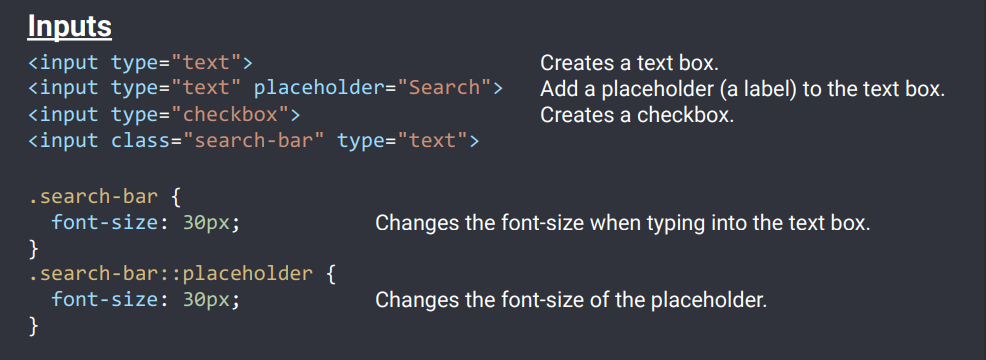 Inputs
<input type="text"> Creates a text box.
<input type="text" placeholder="Search"> Add a placeholder (a label) to the text box.
<input type="checkbox"> Creates a checkbox.
<input class="search-bar" type="text">
.search-bar {
  font-size: 30px; Changes the font-size when typing into the text box.
}
.search-bar::placeholder {
  font-size: 30px; Changes the font-size of the placeholder.
}